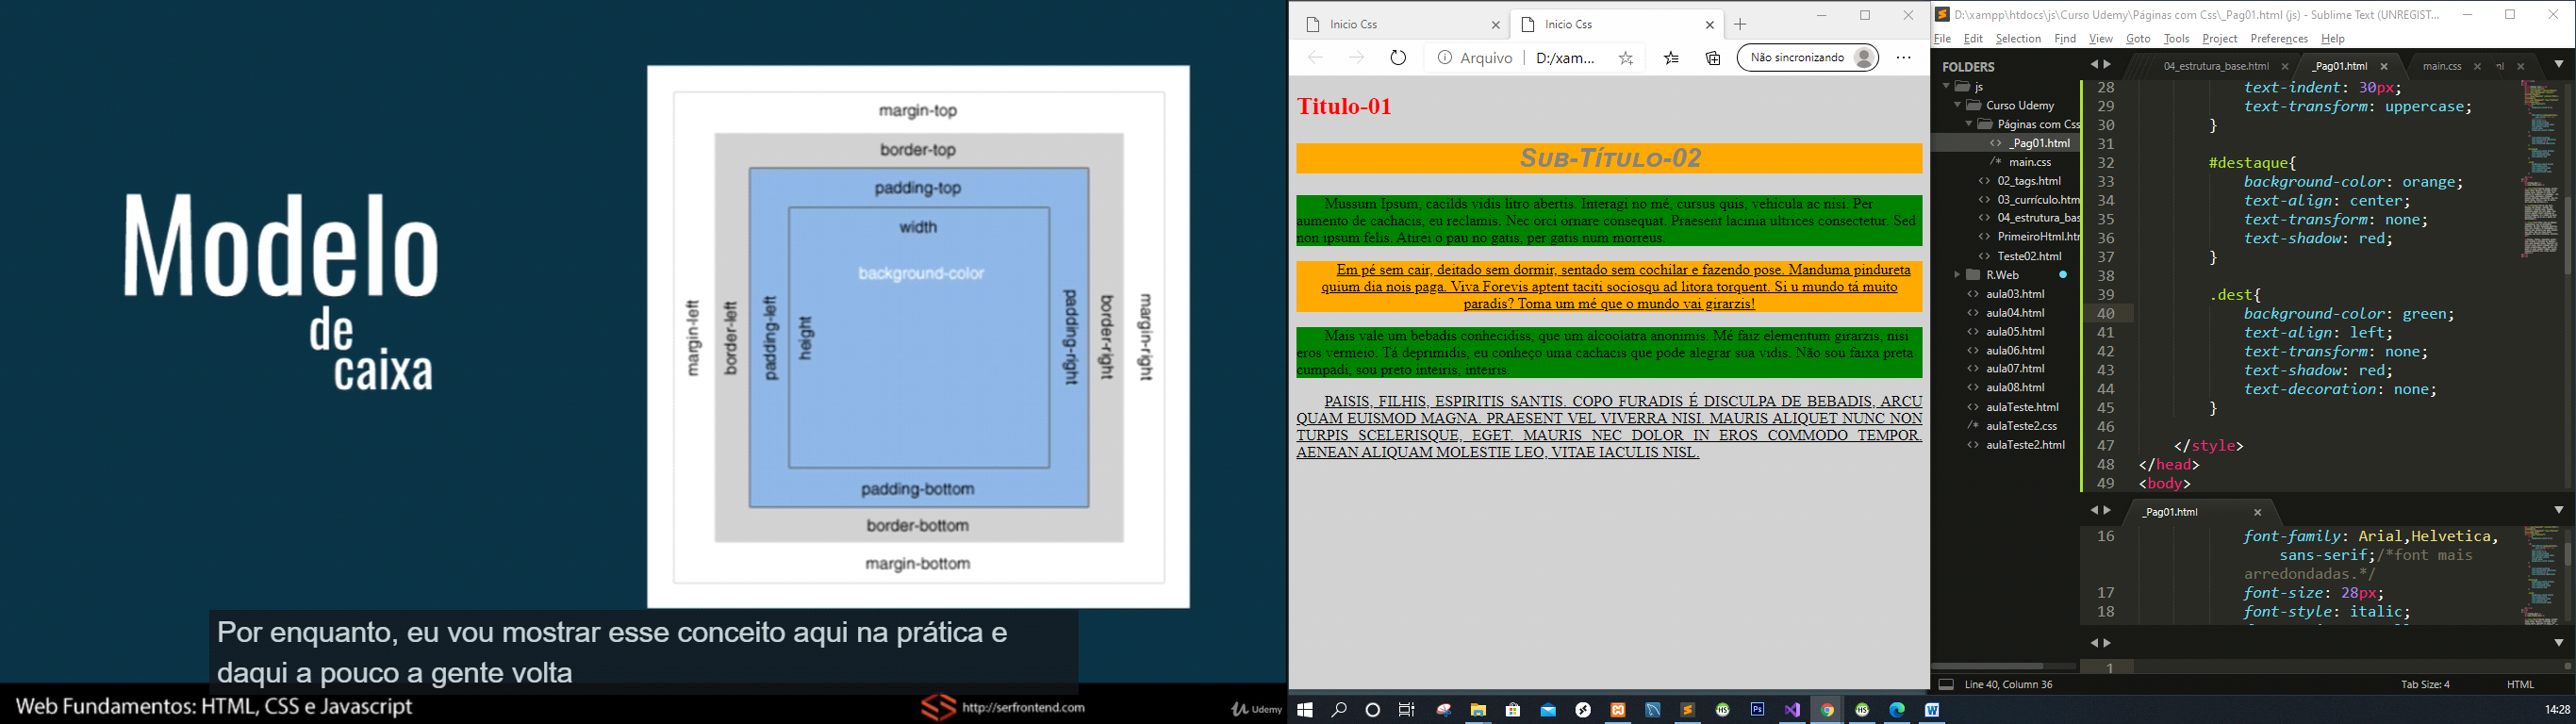 Modelo
de
caixa
margin-top
border-top
padding-top
width
background-color
margin-left
border-left
padding-left
height
padding-right
border-right
margin-right
padding-bottom
border-bottom
margin-bottom
Por enquanto, eu vou mostrar esse conceito aqui na prática e
daqui a pouco a gente volta
Web Fundamentos: HTML, CSS e Javascript
http://serfrontend.com
Udemy
Inicio Css
Inicio Css
Arquivo
D:/xam...
Não sincronizando
Titulo-01
Sub-Título-02
Mussum Ipsum, cacilds vidis litro abertis. Interagi no mé, cursus quis, vehicula ac nisi. Per
aumento de cachacis, eu reclamis. Nec orci ornare consequat. Praesent lacinia ultrices consectetur. Sed
non ipsum felis. Atirei o pau no gatis, per gatis num morreus.
Em pé sem cair, deitado sem dormir, sentado sem cochilar e fazendo pose. Manduma pindureta
quium dia nois paga. Viva Forevis aptent taciti sociosqu ad litora torquent. Si u mundo tá muito
paradis? Toma um mé que o mundo vai girarzis!
Mais vale um bebadis conhecidiss, que um alcoolatra anonimis. Mé faiz elementum girarzis, nisi
eros vermeio. Tá deprimidis, eu conheço uma cachacis que pode alegrar sua vidis. Não sou faixa preta
cumpadi, sou preto inteiris, inteiris.
PAISIS, FILHIS, ESPIRITIS SANTIS. COPO FURADIS É DISCULPA DE BEBADIS, ARCU
QUAM EUISMOD MAGNA. PRAESENT VEL VIVERRA NISI. MAURIS ALIQUET NUNC NON
TURPIS SCELERISQUE, EGET. MAURIS NEC DOLOR IN EROS COMMODO TEMPOR.
AENEAN ALIQUAM MOLESTIE LEO, VITAE IACULIS NISL.
D:\xampp\htdocs\js\Curso Udemy\Páginas com Css\_Pag01.html (js) - Sublime Text (UNREGIST...
File Edit Selection Find View Goto Tools Project Preferences Help
FOLDERS
js
Curso Udemy
Páginas com Css
_Pag01.html
main.css
02_tags.html
03_currículo.htm
04_estrutura_bas
PrimeiroHtml.htm
Teste02.html
R.Web
aula03.html
aula04.html
aula05.html
aula06.html
aula07.html
aula08.html
aulaTeste.html
aulaTeste2.css
aulaTeste2.html
04_estrutura_base.html
_Pag01.html
main.css
28 text-indent: 30px;
29 text-transform: uppercase;
30 }
31
32 #destaque{
33 background-color: orange;
34 text-align: center;
35 text-transform: none;
36 text-shadow: red;
37 }
38
39 .dest{
40 background-color: green;
41 text-align: left;
42 text-transform: none;
43 text-shadow: red;
44 text-decoration: none;
45 }
46
47 </style>
48 </head>
49 <body>
_Pag01.html
16 font-family: Arial,Helvetica,
sans-serif;/*font mais
arredondadas.*/
17 font-size: 28px;
18 font-style: italic;
1
Line 40, Column 36
Tab Size: 4
HTML
14:28